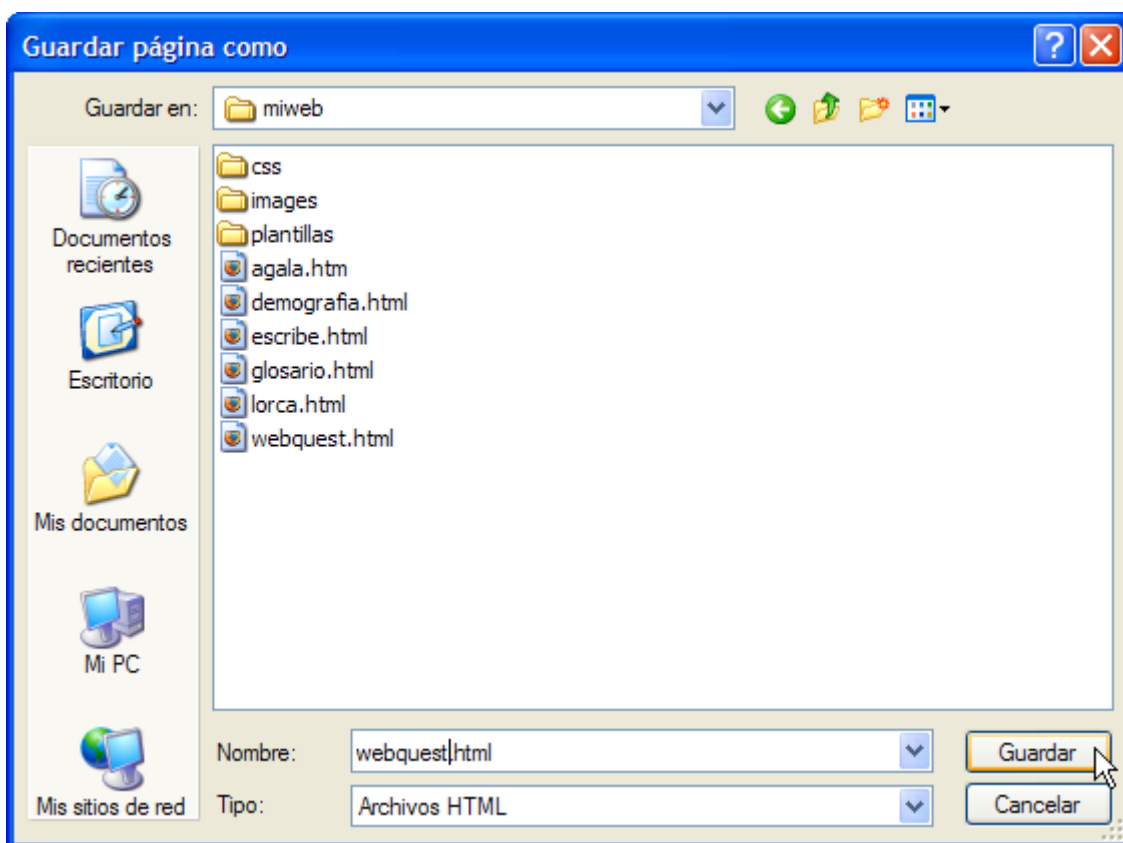 Guardar página como
Guardar en:
miweb
Documentos
recientes
Escritorio
Mis documentos
Mi PC
Mis sitios de red
css
images
plantillas
agala.htm
demografia.html
escribe.html
glosario.html
lorca.html
webquest.html
Nombre:
webquest.html
Guardar
Tipo:
Archivos HTML
Cancelar